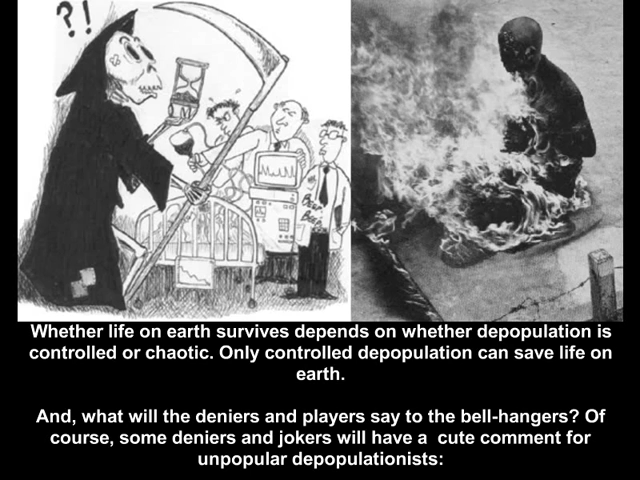 ?!
Whether life on earth survives depends on whether depopulation is
controlled or chaotic. Only controlled depopulation can save life on
earth.
And, what will the deniers and players say to the bell-hangers? Of
course, some deniers and jokers will have a cute comment for
unpopular depopulationists: